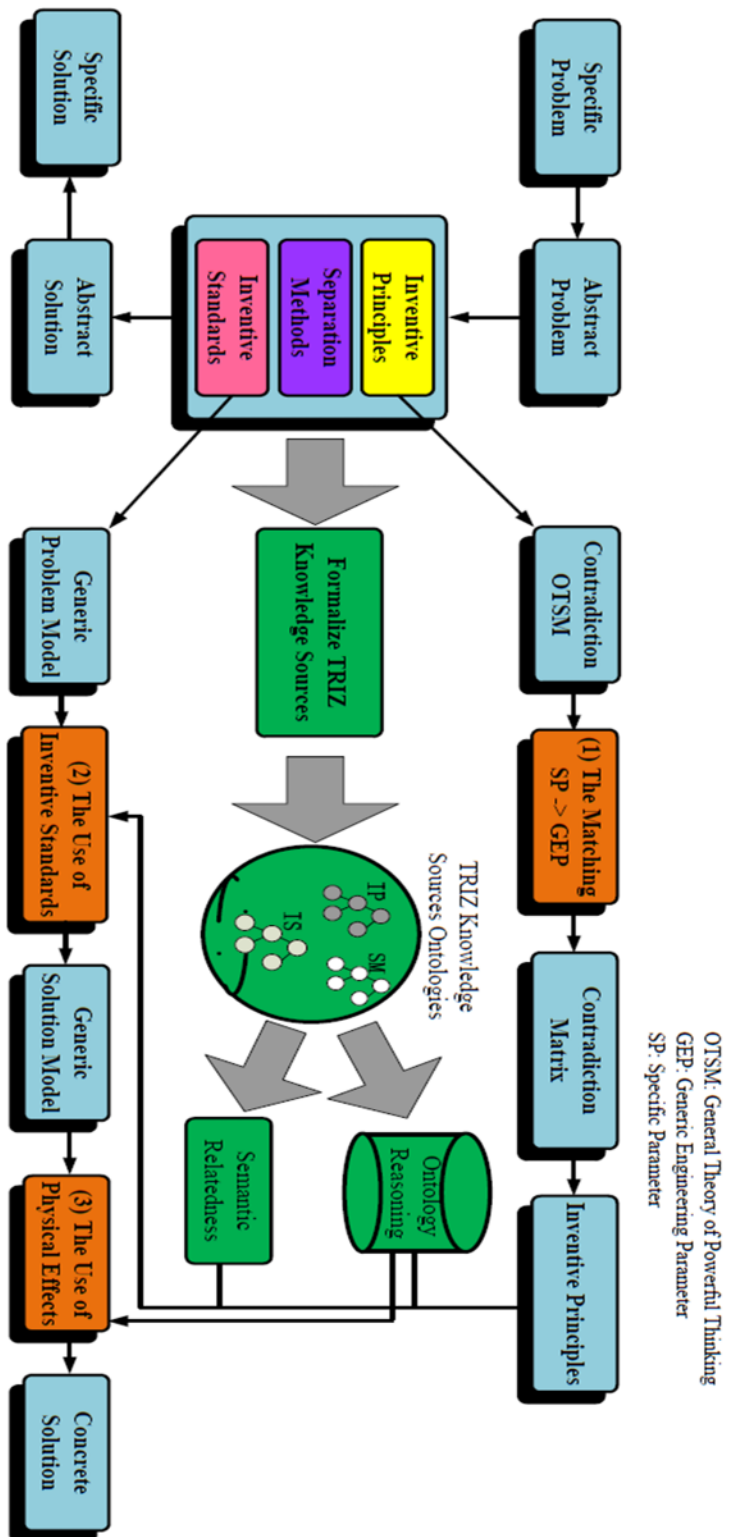 OTSM: General Theory of Powerful Thinking
GEP: Generic Engineering Parameter
SP: Specific Parameter
Specific
Problem
Abstract
Problem
Contradiction
OTSM
(1) The Matching
SP -> GEP
Contradiction
Matrix
Inventive Principles
Inventive
Principles
Separation
Methods
Inventive
Standards
Formalize TRIZ
Knowledge Sources
TRIZ Knowledge
Sources Ontologies
IP
SM
IS
Ontology
Reasoning
Semantic
Relatedness
Specific
Solution
Abstract
Solution
Generic
Problem Model
(2) The Use of
Inventive Standards
Generic
Solution Model
(3) The Use of
Physical Effects
Concrete
Solution